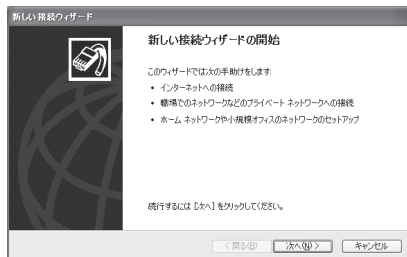 新しい接続ウィザード
新しい接続ウィザードの開始
このウィザードでは次の手助けをします:
• インターネットへの接続
• 職場でのネットワークなどのプライベート ネットワークへの接続
• ホーム ネットワークや小規模オフィスのネットワークのセットアップ
続行するには [次へ] をクリックしてください。
< 戻る(B)
次へ(N) >
キャンセル